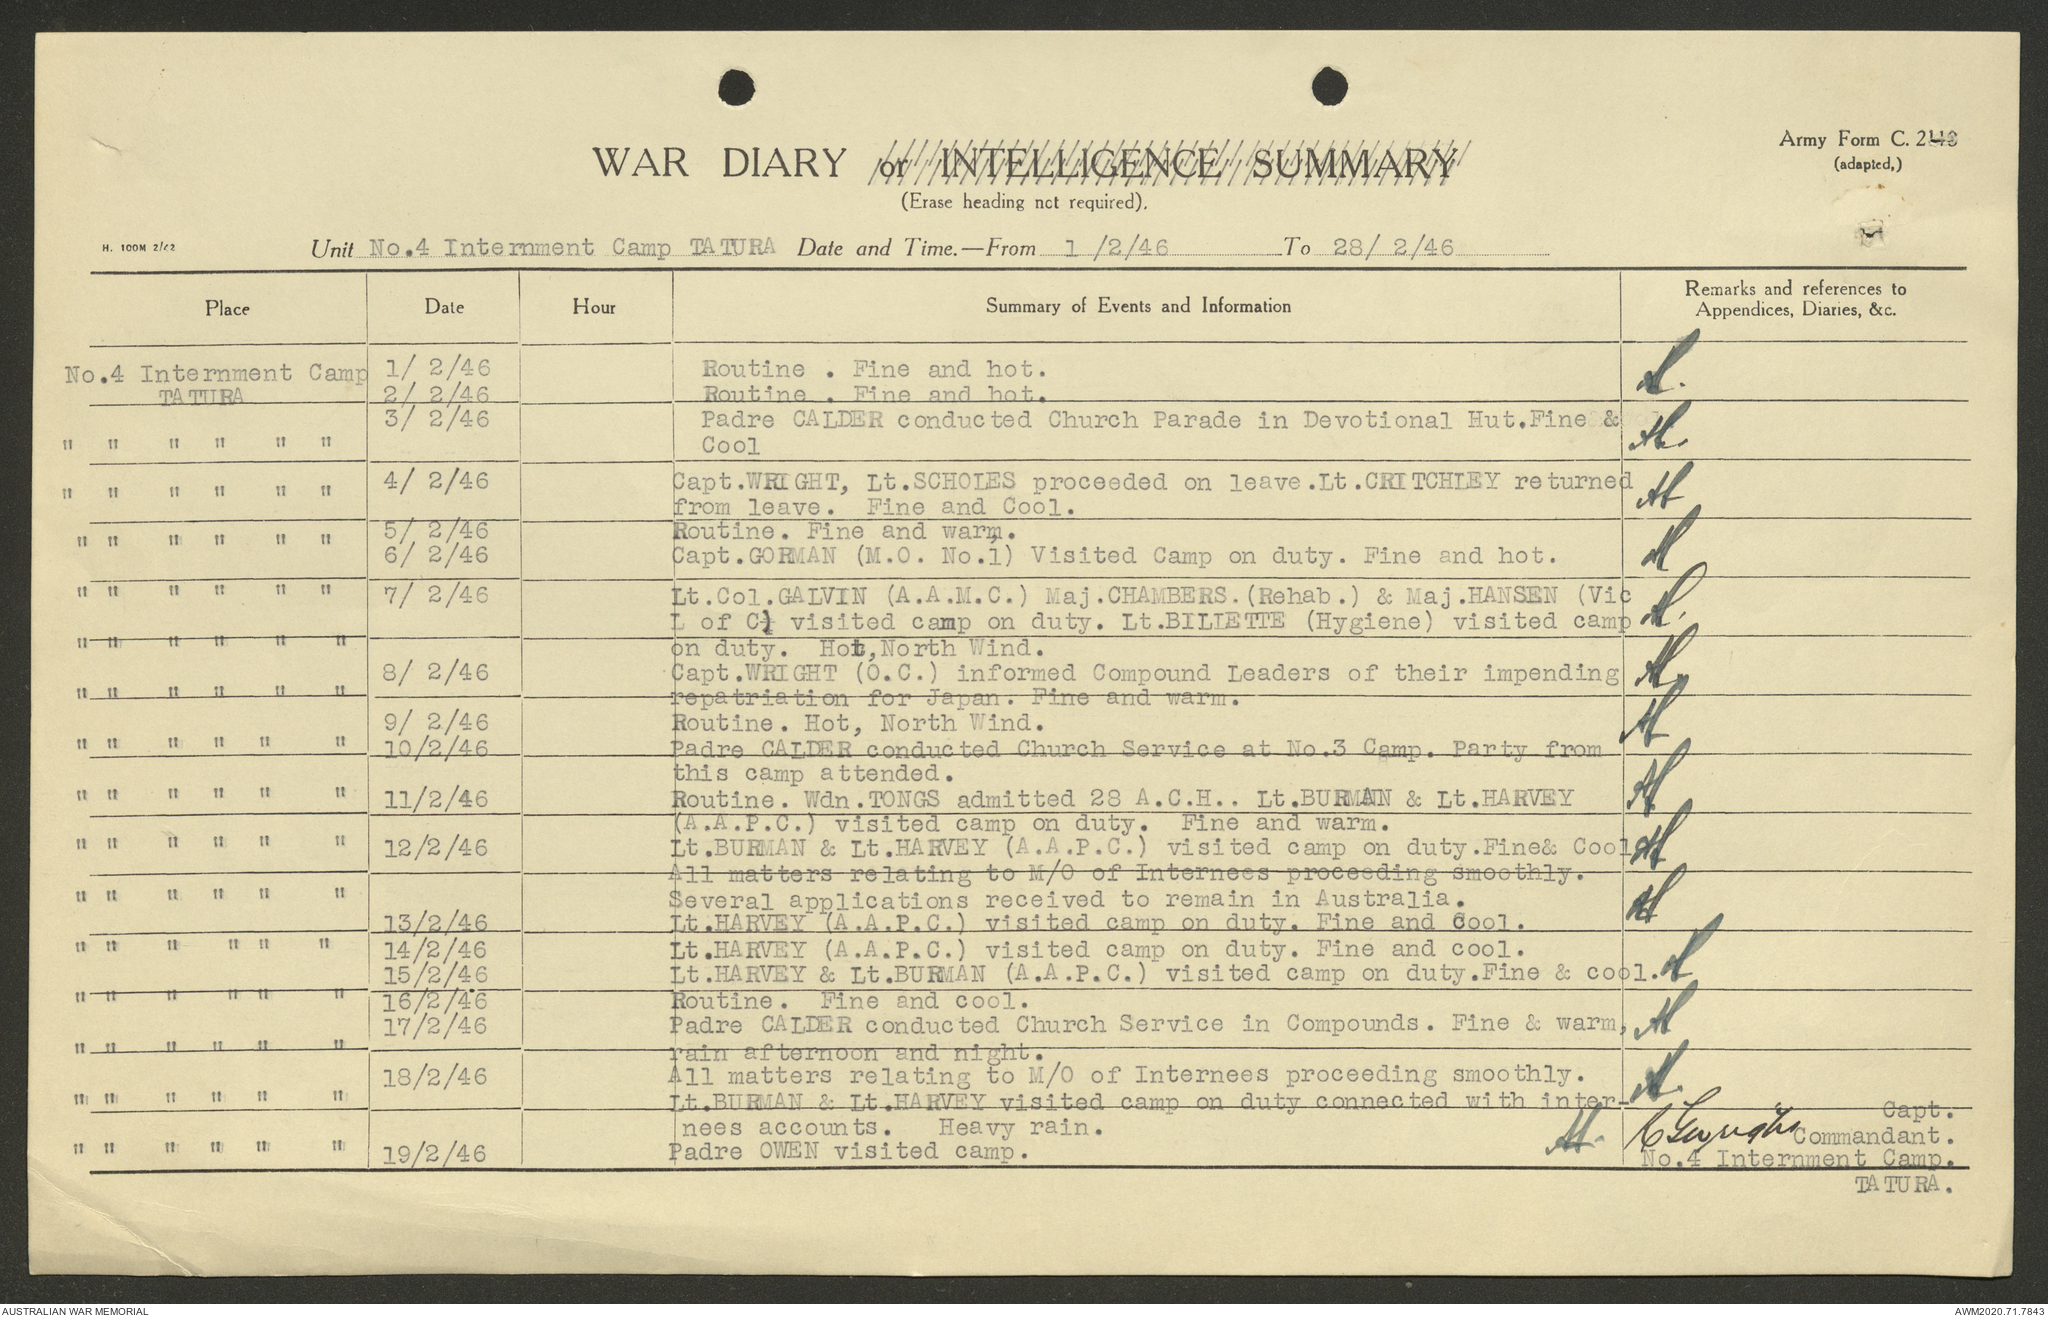 Army Form C. 2118
(adapted,)
WAR DIARY or INTELLIGENCE SUMMARY
(Erase heading not required).
H. 100M 2/42
Unit No.4 Internment Camp TATURA Date and Time.—From 1 /2/46 To 28/ 2/46
Place Date Hour Summary of Events and Information Remarks and references to
Appendices, Diaries, &c.
No.4 Internment Camp 1/ 2/46 Routine . Fine and hot.
TATURA 2/ 2/46 Routine . Fine and hot.
3/ 2/46 Padre CALDER conducted Church Parade in Devotional Hut.Fine &
" " " " " " Cool
4/ 2/46 Capt.WRIGHT, Lt.SCHOLES proceeded on leave.Lt.CRITCHLEY returned
" " " " " " from leave. Fine and Cool.
5/ 2/46 Routine. Fine and warm.
" " " " " " 6/ 2/46 Capt.GORMAN (M.O. No.1) Visited Camp on duty. Fine and hot.
" " " " " " 7/ 2/46 Lt.Col.GALVIN (A.A.M.C.) Maj.CHAMBERS.(Rehab.) & Maj.HANSEN (Vic
L of C) visited camp on duty. Lt.BILLETTE (Hygiene) visited camp
" " " " " " on duty. Hot,North Wind.
8/ 2/46 Capt.WRIGHT (O.C.) informed Compound Leaders of their impending
" " " " " " repatriation for Japan. Fine and warm.
9/ 2/46 Routine. Hot, North Wind.
" " " " " " 10/2/46 Padre CALDER conducted Church Service at No.3 Camp. Party from
this camp attended.
" " " " " " 11/2/46 Routine. Wdn.TONGS admitted 28 A.C.H.. Lt.BURMAN & Lt.HARVEY
(A.A.P.C.) visited camp on duty. Fine and warm.
" " " " " " 12/2/46 Lt.BURMAN & Lt.HARVEY (A.A.P.C.) visited camp on duty.Fine& Cool
All matters relating to M/O of Internees proceeding smoothly.
" " " " " " Several applications received to remain in Australia.
13/2/46 Lt.HARVEY (A.A.P.C.) visited camp on duty. Fine and Cool.
" " " " " " 14/2/46 Lt.HARVEY (A.A.P.C.) visited camp on duty. Fine and cool.
15/2/46 Lt.HARVEY & Lt.BURMAN (A.A.P.C.) visited camp on duty.Fine & cool.
" " " " " " 16/2/46 Routine. Fine and cool.
17/2/46 Padre CALDER conducted Church Service in Compounds. Fine & warm,
" " " " " " rain afternoon and night.
18/2/46 All matters relating to M/O of Internees proceeding smoothly.
" " " " " " Lt.BURMAN & Lt.HARVEY visited camp on duty connected with inter-
nees accounts. Heavy rain.
" " " " " " 19/2/46 Padre OWEN visited camp.
Capt.
Commandant.
No.4 Internment Camp.
TATURA.
AUSTRALIAN WAR MEMORIAL
AWM2020.71.7843